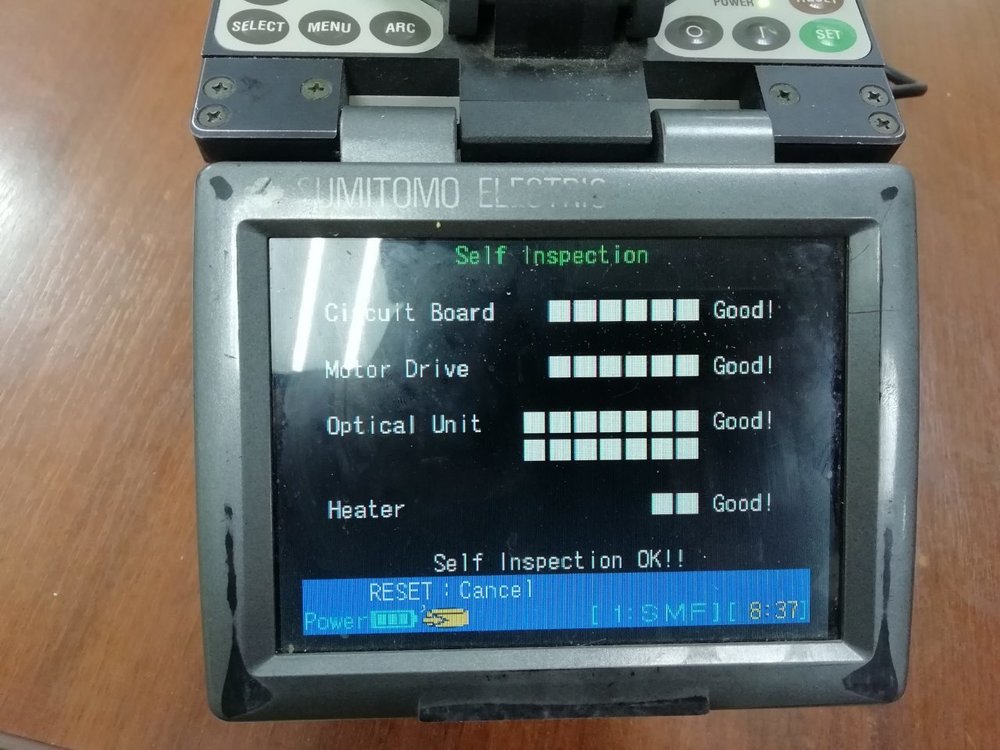 POWER
SELECT MENU ARC
SET
SUMITOMO ELECTRIC
Self Inspection
Circuit Board Good!
Motor Drive Good!
Optical Unit Good!
Heater Good!
Self Inspection OK!!
RESET : Cancel
Power [ 1:SMF][ 8:37]